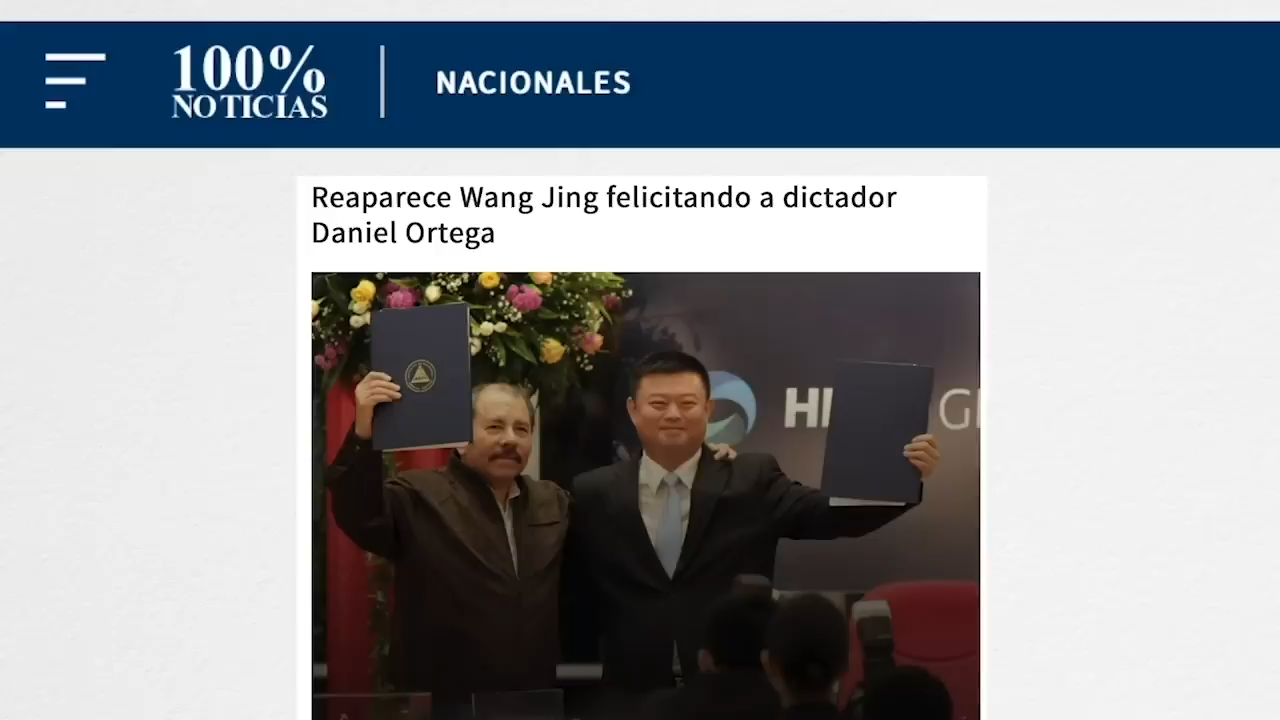 100%
NOTICIAS
NACIONALES
Reaparece Wang Jing felicitando a dictador
Daniel Ortega